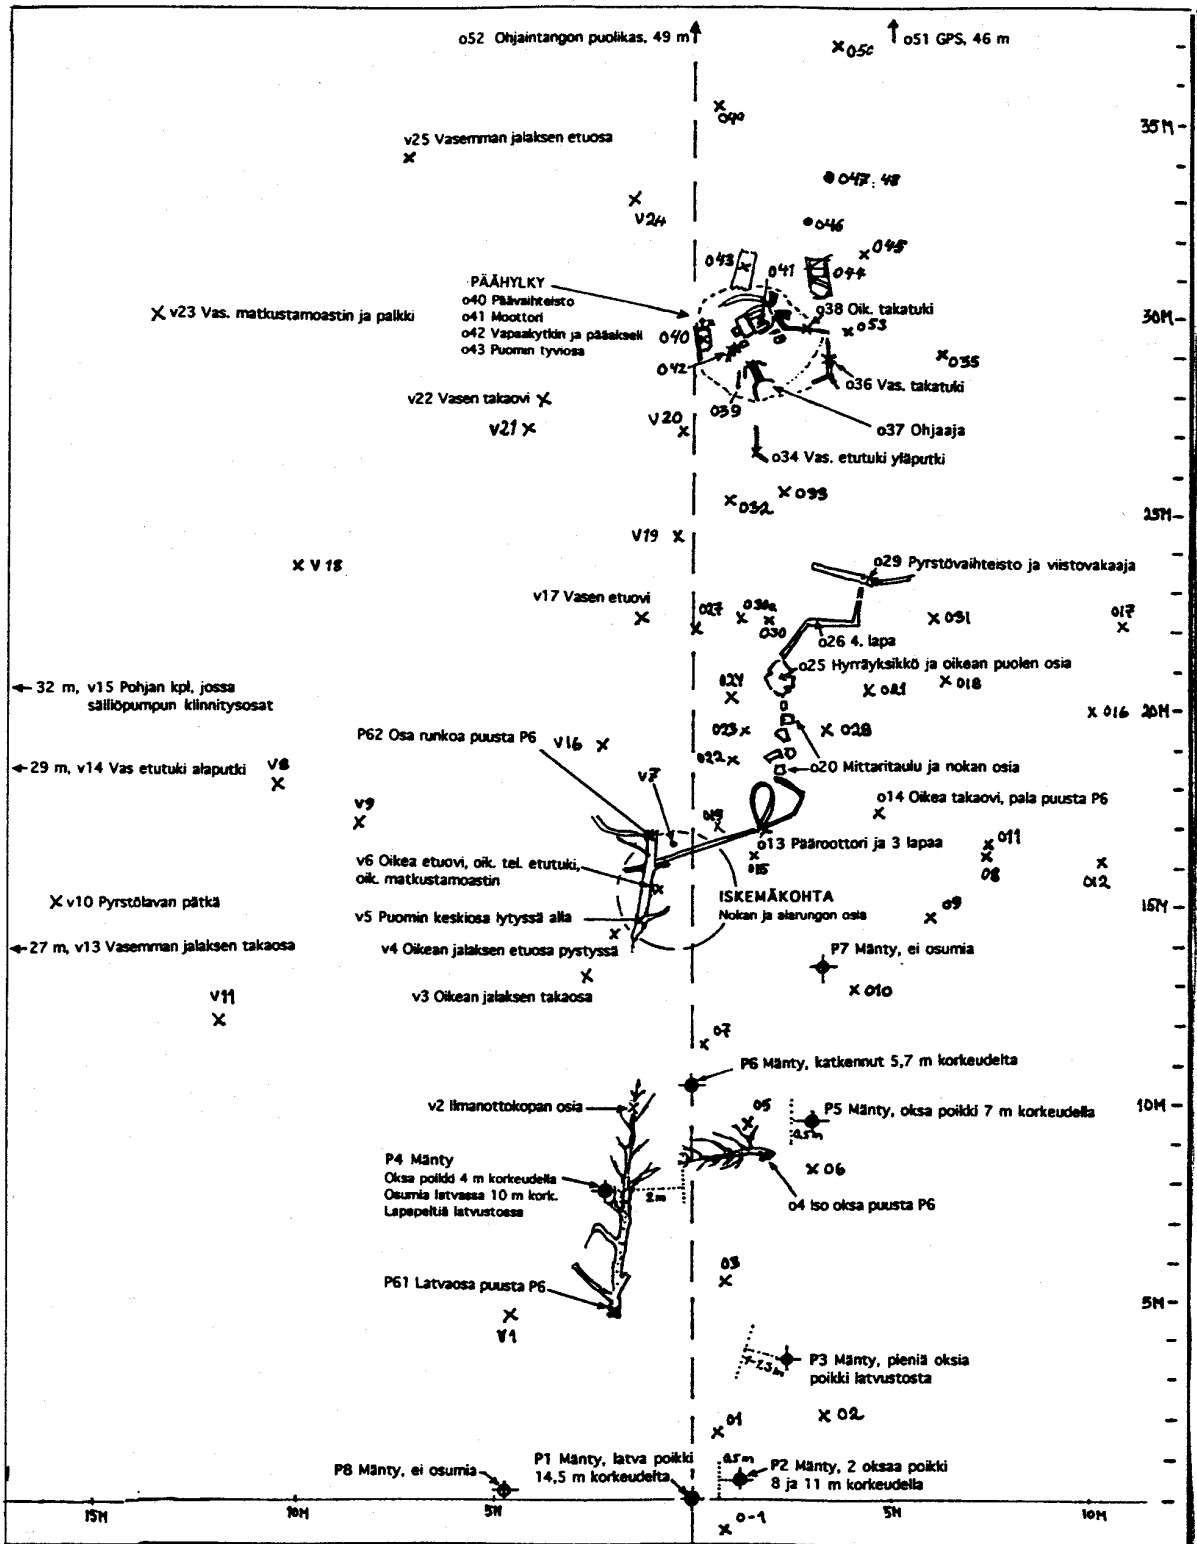 o52 Ohjaintangon puolikas, 49 m
o51 GPS, 46 m
o50
o49
35M
v25 Vasemman jalaksen etuosa
o47, 48
v24
o46
o45
o43
o41
o44
PÄÄHYLKY
o40 Päävaihteisto
o41 Moottori
o42 Vapaakytkin ja pääakseli
o43 Puomin tyviosa
v23 Vas. matkustamoastin ja palkki
o38 Oik. takatuki
30M
o40
o53
o35
o42
o36 Vas. takatuki
v22 Vasen takaovi
o39
v21
v20
o37 Ohjaaja
o34 Vas. etutuki yläputki
o32
o33
25M
v19
v18
o29 Pyrstövaihteisto ja viistovakaaja
v17 Vasen etuovi
o27
o30a
o30
o31
o17
o26 4. lapa
o25 Hyrräyksikkö ja oikean puolen osia
32 m, v15 Pohjan kpl, jossa
säiliöpumpun kiinnitysosat
o24
o21
o18
20M
o16
P62 Osa runkoa puusta P6
v16
o23
o28
o22
29 m, v14 Vas etutuki alaputki
v8
v7
o20 Mittaritaulu ja nokan osia
v9
o14 Oikea takaovi, pala puusta P6
o19
o13 Pääroottori ja 3 lapaa
o11
v6 Oikea etuovi, oik. tel. etutuki,
oik. matkustamoastin
o15
o8
o12
ISKEMÄKOHTA
Nokan ja alarungon osia
v10 Pyrstölavan pätkä
v5 Puomin keskiosa lytyssä alla
o9
15M
27 m, v13 Vasemman jalaksen takaosa
v4 Oikean jalaksen etuosa pystyssä
P7 Mänty, ei osumia
v3 Oikean jalaksen takaosa
o10
v11
o7
P6 Mänty, katkennut 5,7 m korkeudelta
v2 Ilmanottokopan osia
o5
P5 Mänty, oksa poikki 7 m korkeudella
10M
0.5m
P4 Mänty
Oksa poikki 4 m korkeudella
Osumia latvassa 10 m kork.
Lapapeltiä latvustossa
2m
o6
o4 Iso oksa puusta P6
o3
P61 Latvaosa puusta P6
5M
v1
2.3m
P3 Mänty, pieniä oksia
poikki latvustosta
o1
o2
P8 Mänty, ei osumia
P1 Mänty, latva poikki
14,5 m korkeudelta
0.5m
P2 Mänty, 2 oksaa poikki
8 ja 11 m korkeudella
15M
10M
5M
5M
10M
o-1